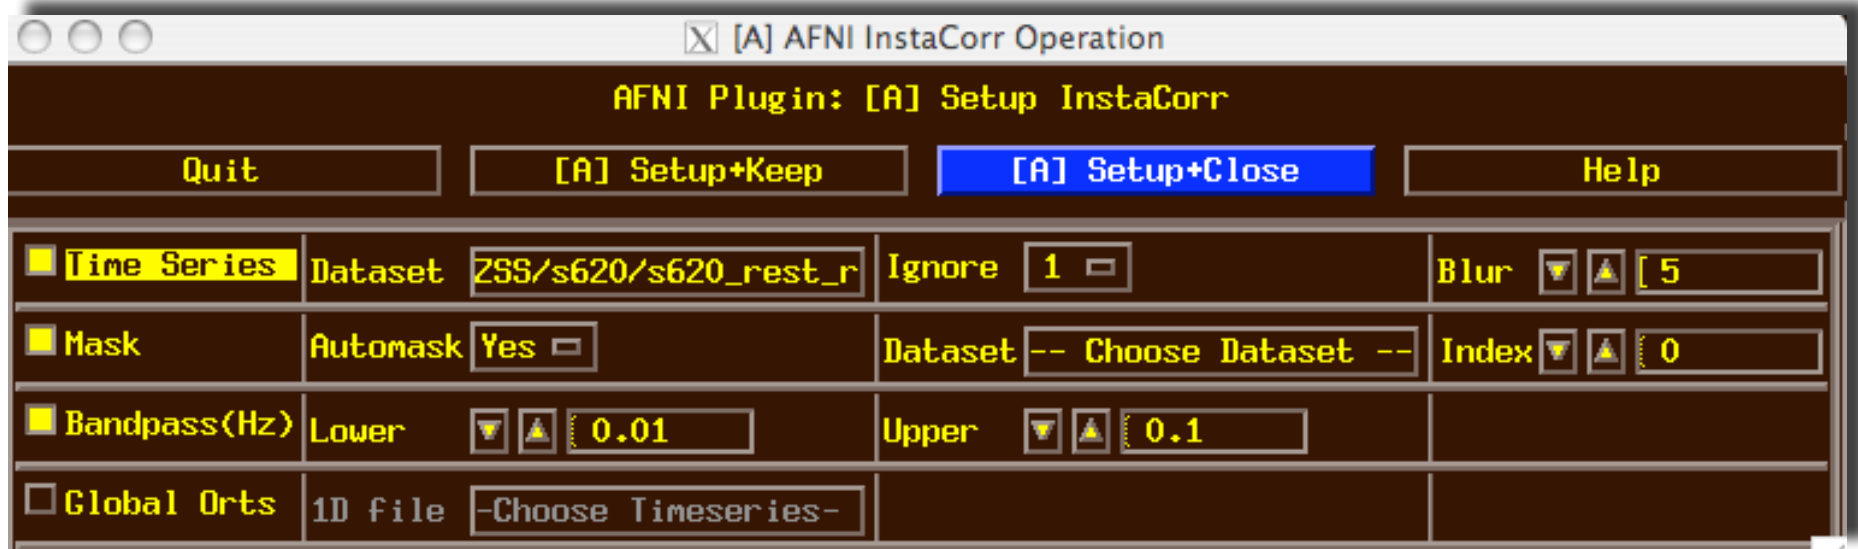 [A] AFNI InstaCorr Operation
AFNI Plugin: [A] Setup InstaCorr
Quit [A] Setup+Keep [A] Setup+Close Help
Time Series Dataset ZSS/s620/s620_rest_r Ignore 1 Blur [ 5
Mask Automask Yes Dataset -- Choose Dataset -- Index [ 0
Bandpass(Hz) Lower [ 0.01 Upper [ 0.1
Global Orts 1D file -Choose Timeseries-